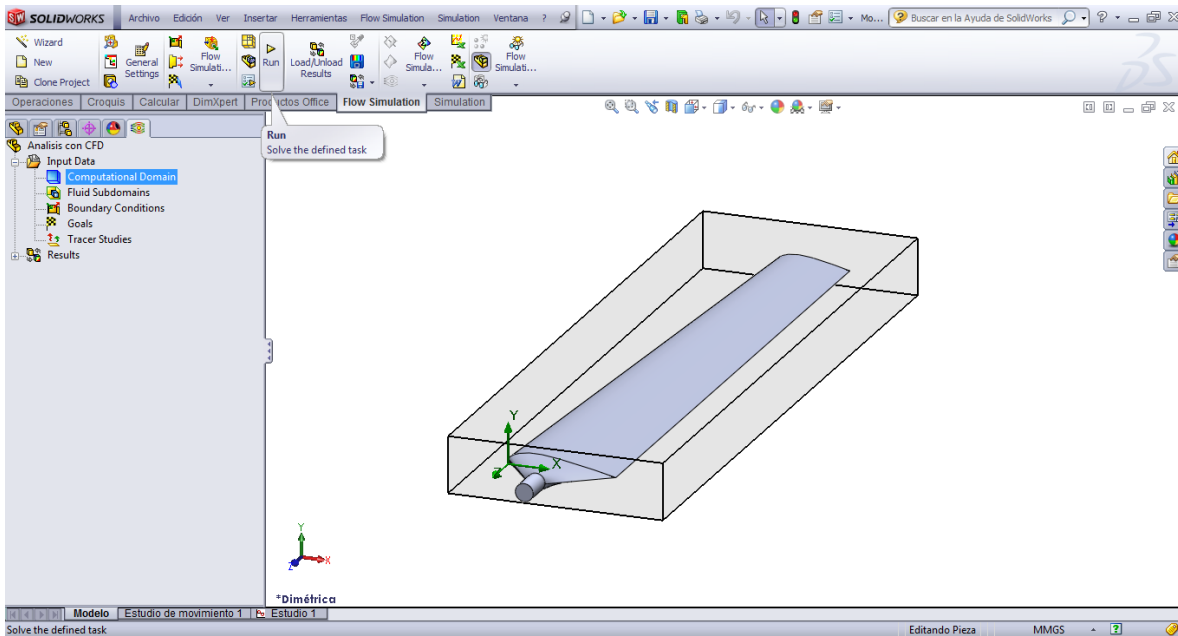 SOLIDWORKS Archivo Edición Ver Insertar Herramientas Flow Simulation Simulation Ventana ? Mo... Buscar en la Ayuda de SolidWorks ?
Wizard
New
Clone Project
General Settings
Flow Simulati...
Run
Load/Unload Results
Flow Simula...
Flow Simulati...
Operaciones Croquis Calcular DimXpert Productos Office Flow Simulation Simulation
Run
Solve the defined task
Analisis con CFD
Input Data
Computational Domain
Fluid Subdomains
Boundary Conditions
Goals
Tracer Studies
Results
Y
X
Z
Y
X
Z
*Dimétrica
Modelo Estudio de movimiento 1 Estudio 1
Solve the defined task Editando Pieza MMGS ?